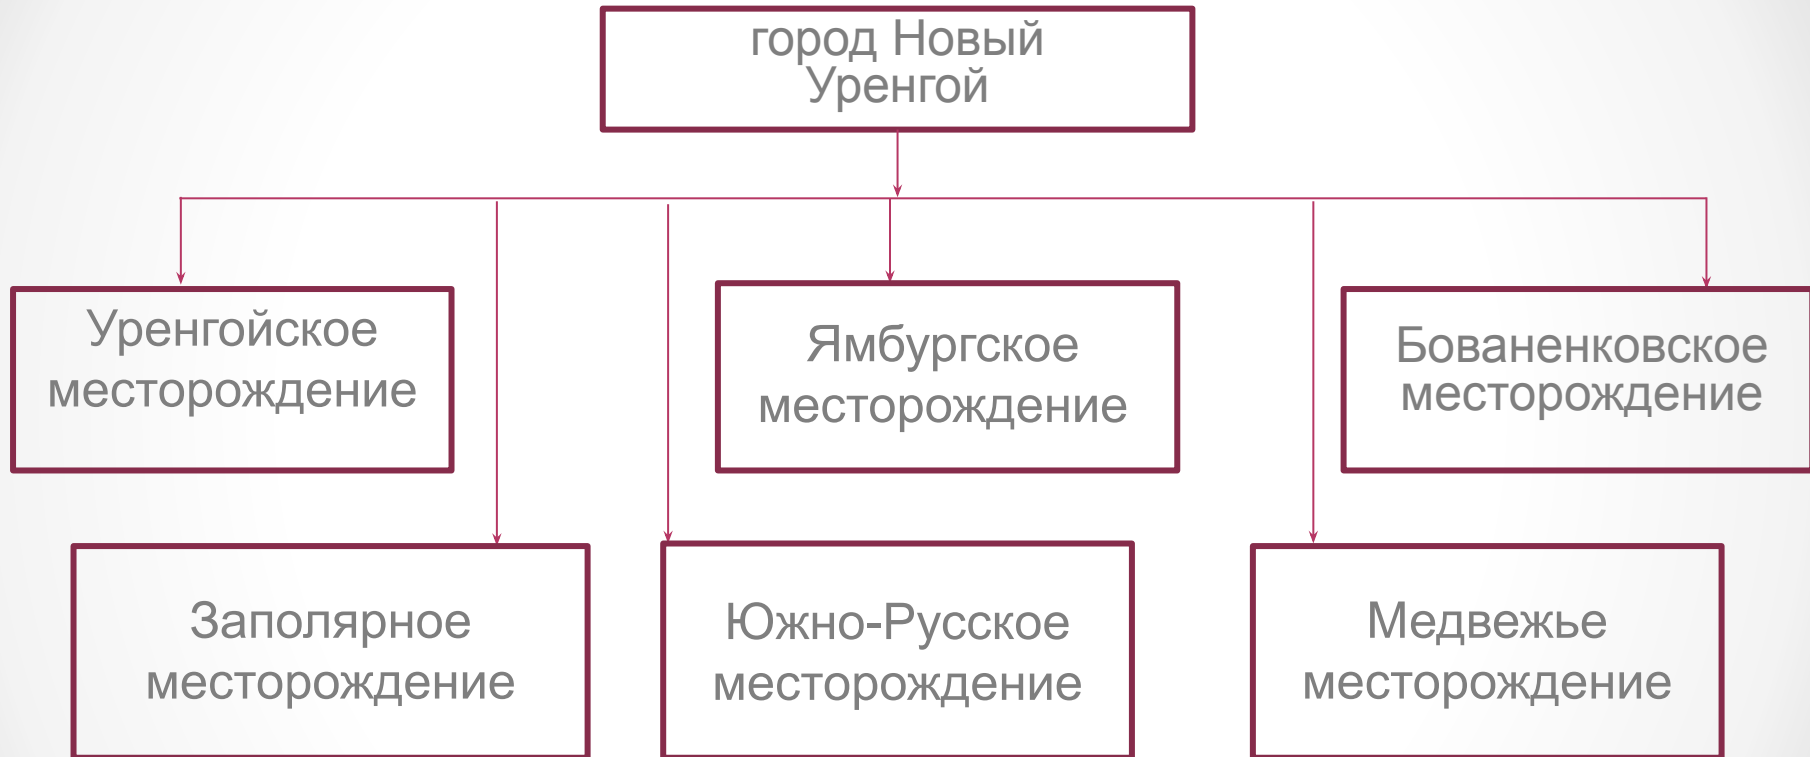 город Новый
Уренгой
Уренгойское
месторождение
Ямбургское
месторождение
Бованенковское
месторождение
Заполярное
месторождение
Южно-Русское
месторождение
Медвежье
месторождение